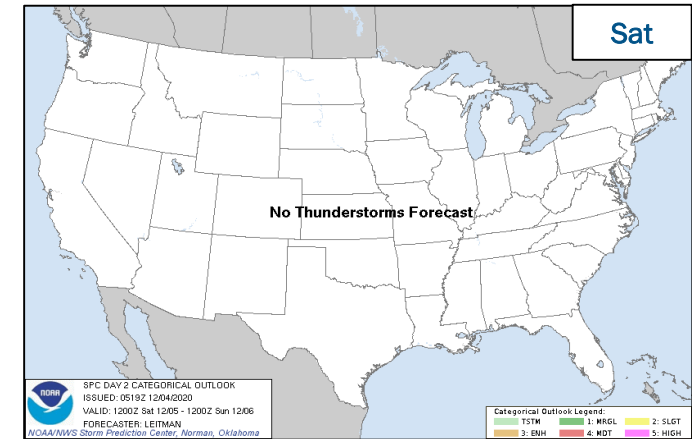 Sat
No Thunderstorms Forecast
NOAA
SPC DAY 2 CATEGORICAL OUTLOOK
ISSUED: 0519Z 12/04/2020
VALID: 1200Z Sat 12/05 - 1200Z Sun 12/06
FORECASTER: LEITMAN
NOAA/NWS Storm Prediction Center, Norman, Oklahoma
Categorical Outlook Legend:
TSTM 1: MRGL 2: SLGT
3: ENH 4: MDT 5: HIGH